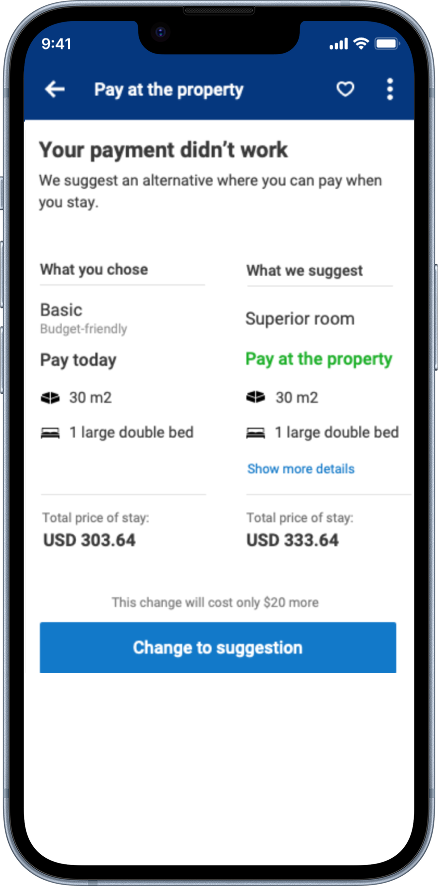 9:41
Pay at the property
Your payment didn’t work
We suggest an alternative where you can pay when
you stay.
What you chose
What we suggest
Basic
Budget-friendly
Superior room
Pay today
Pay at the property
30 m2
30 m2
1 large double bed
1 large double bed
Show more details
Total price of stay:
Total price of stay:
USD 303.64
USD 333.64
This change will cost only $20 more
Change to suggestion